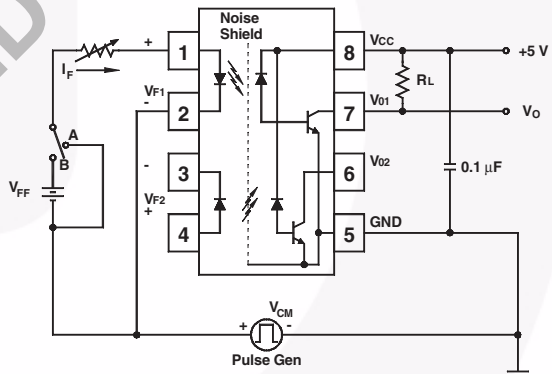 Noise
Shield
+
1
8
VCC
+5 V
IF
RL
VF1
-
2
7
V01
VO
A
B
-
3
6
V02
VFF
VF2
+
4
5
GND
0.1 µF
VCM
+
-
Pulse Gen